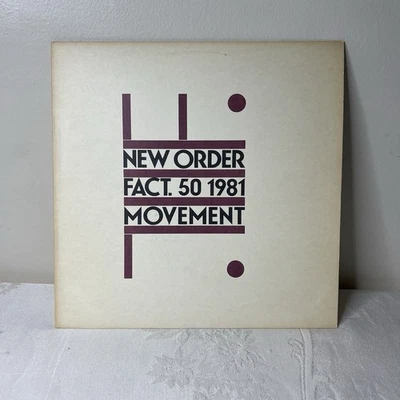 NEW ORDER
FACT. 50 1981
MOVEMENT